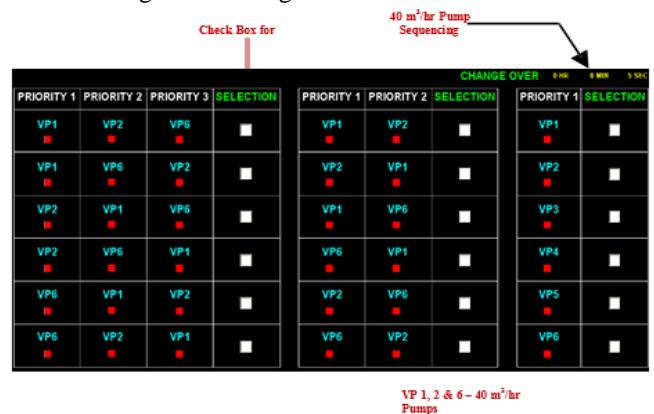 Check Box for
40 m³/hr Pump
Sequencing
CHANGE OVER 0 HR 0 MIN 5 SEC
PRIORITY 1 PRIORITY 2 PRIORITY 3 SELECTION PRIORITY 1 PRIORITY 2 SELECTION PRIORITY 1 SELECTION
VP1 VP2 VP6 VP1 VP2 VP1
VP1 VP6 VP2 VP2 VP1 VP2
VP2 VP1 VP6 VP1 VP6 VP3
VP2 VP6 VP1 VP6 VP1 VP4
VP6 VP1 VP2 VP2 VP6 VP5
VP6 VP2 VP1 VP6 VP2 VP6
VP 1, 2 & 6 – 40 m³/hr
Pumps